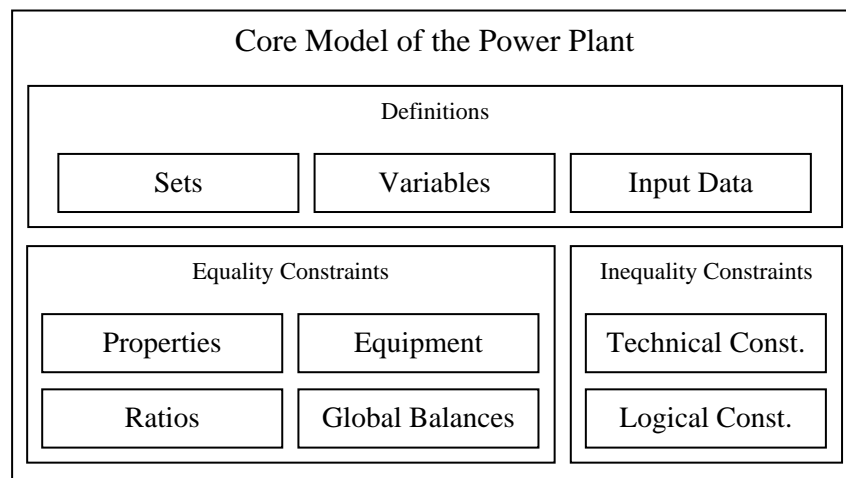 Core Model of the Power Plant
Definitions
Sets
Variables
Input Data
Equality Constraints
Properties
Equipment
Ratios
Global Balances
Inequality Constraints
Technical Const.
Logical Const.